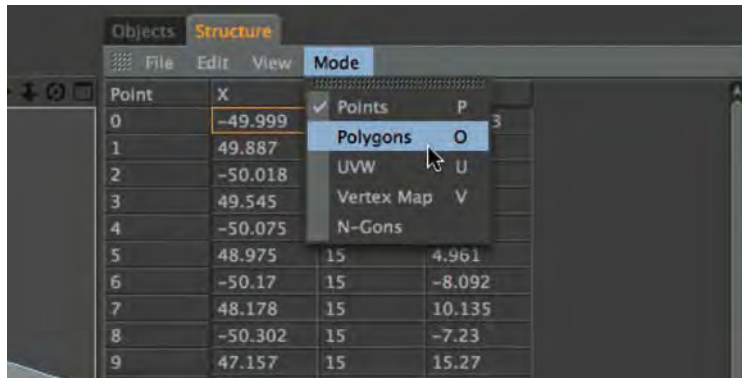 Objects Structure
File Edit View Mode
Point X
0 -49.999 3
1 49.887
2 -50.018
3 49.545
4 -50.075
5 48.975 15 4.961
6 -50.17 15 -8.092
7 48.178 15 10.135
8 -50.302 15 -7.23
9 47.157 15 15.27
✓ Points P
Polygons O
UVW U
Vertex Map V
N-Gons